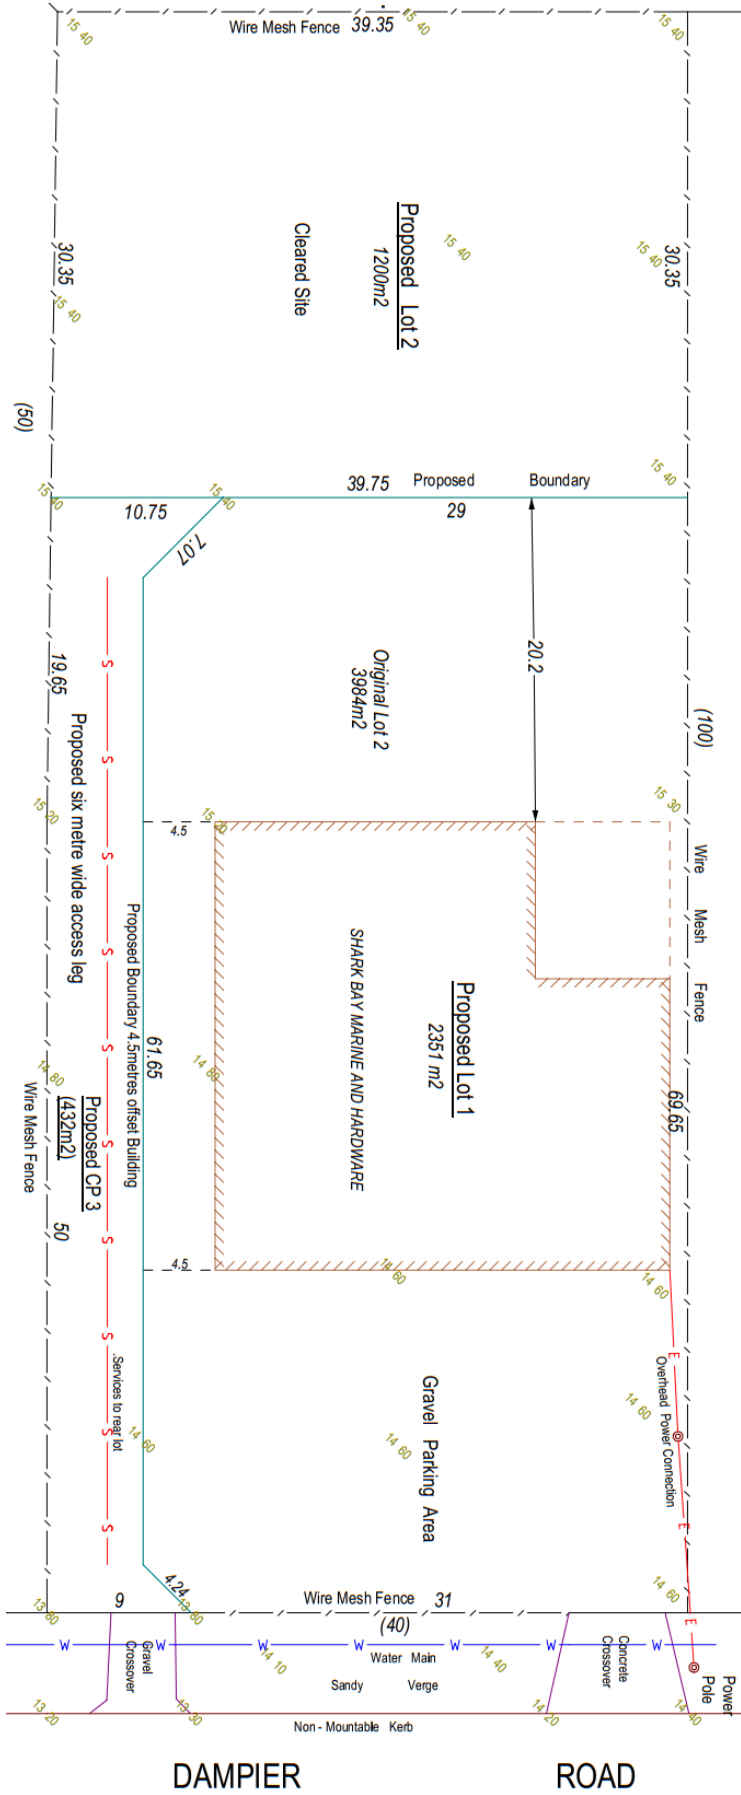 Wire Mesh Fence 39.35
15 40
15 40
15 40
Proposed Lot 2
1200m2
Cleared Site
15 40
15 40
30.35
30.35
15 40
(50)
15 40
15 40
15 40
39.75 Proposed Boundary
10.75
29
7.07
20.2
Original Lot 2
3984m2
19.65
(100)
Proposed six metre wide access leg
15 20
4.5
15 20
15 30
Wire Mesh Fence
Proposed Boundary 4.5metres offset Building
SHARK BAY MARINE AND HARDWARE
Proposed Lot 1
2351 m2
61.65
69.65
14 80
14 80
Proposed CP 3
(432m2)
Wire Mesh Fence
50
4.5
14 60
14 60
S
S
S
S
S
S
S
S
S
S
.Services to rear lot
14 60
Gravel Parking Area
14 60
14 60
E
Overhead Power Connection
E
14 60
4.24
9
Wire Mesh Fence 31
(40)
13 80
13 80
E
W W W W W W W
Gravel
Crossover
Water Main
14 10
14 40
Concrete
Crossover
Sandy Verge
Power
Pole
13 20
13 30
14 20
14 40
Non - Mountable Kerb
DAMPIER ROAD